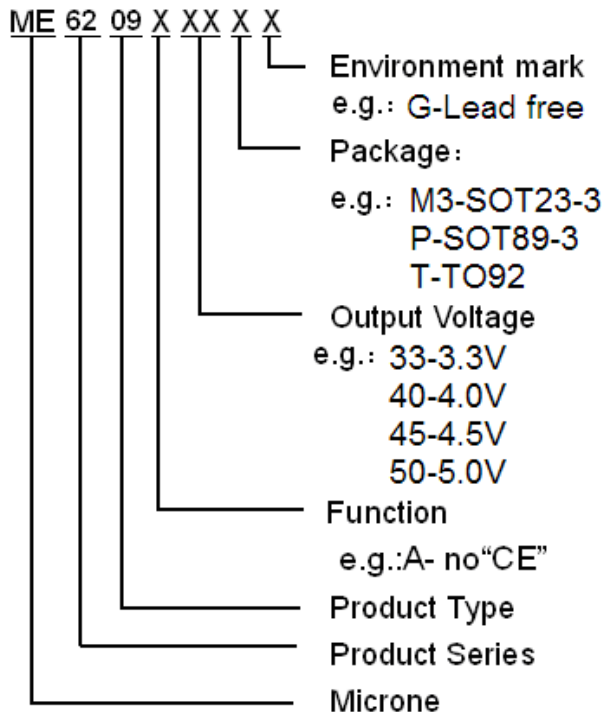 ME 62 09 X XX X X
Environment mark
e.g.: G-Lead free
Package:
e.g.: M3-SOT23-3
P-SOT89-3
T-TO92
Output Voltage
e.g.: 33-3.3V
40-4.0V
45-4.5V
50-5.0V
Function
e.g.:A- no“CE”
Product Type
Product Series
Microne